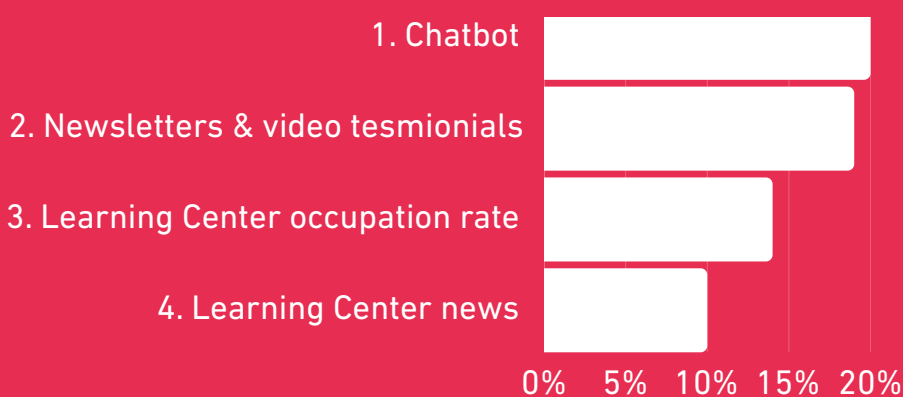 1. Chatbot
2. Newsletters & video tesmionials
3. Learning Center occupation rate
4. Learning Center news
0% 5% 10% 15% 20%